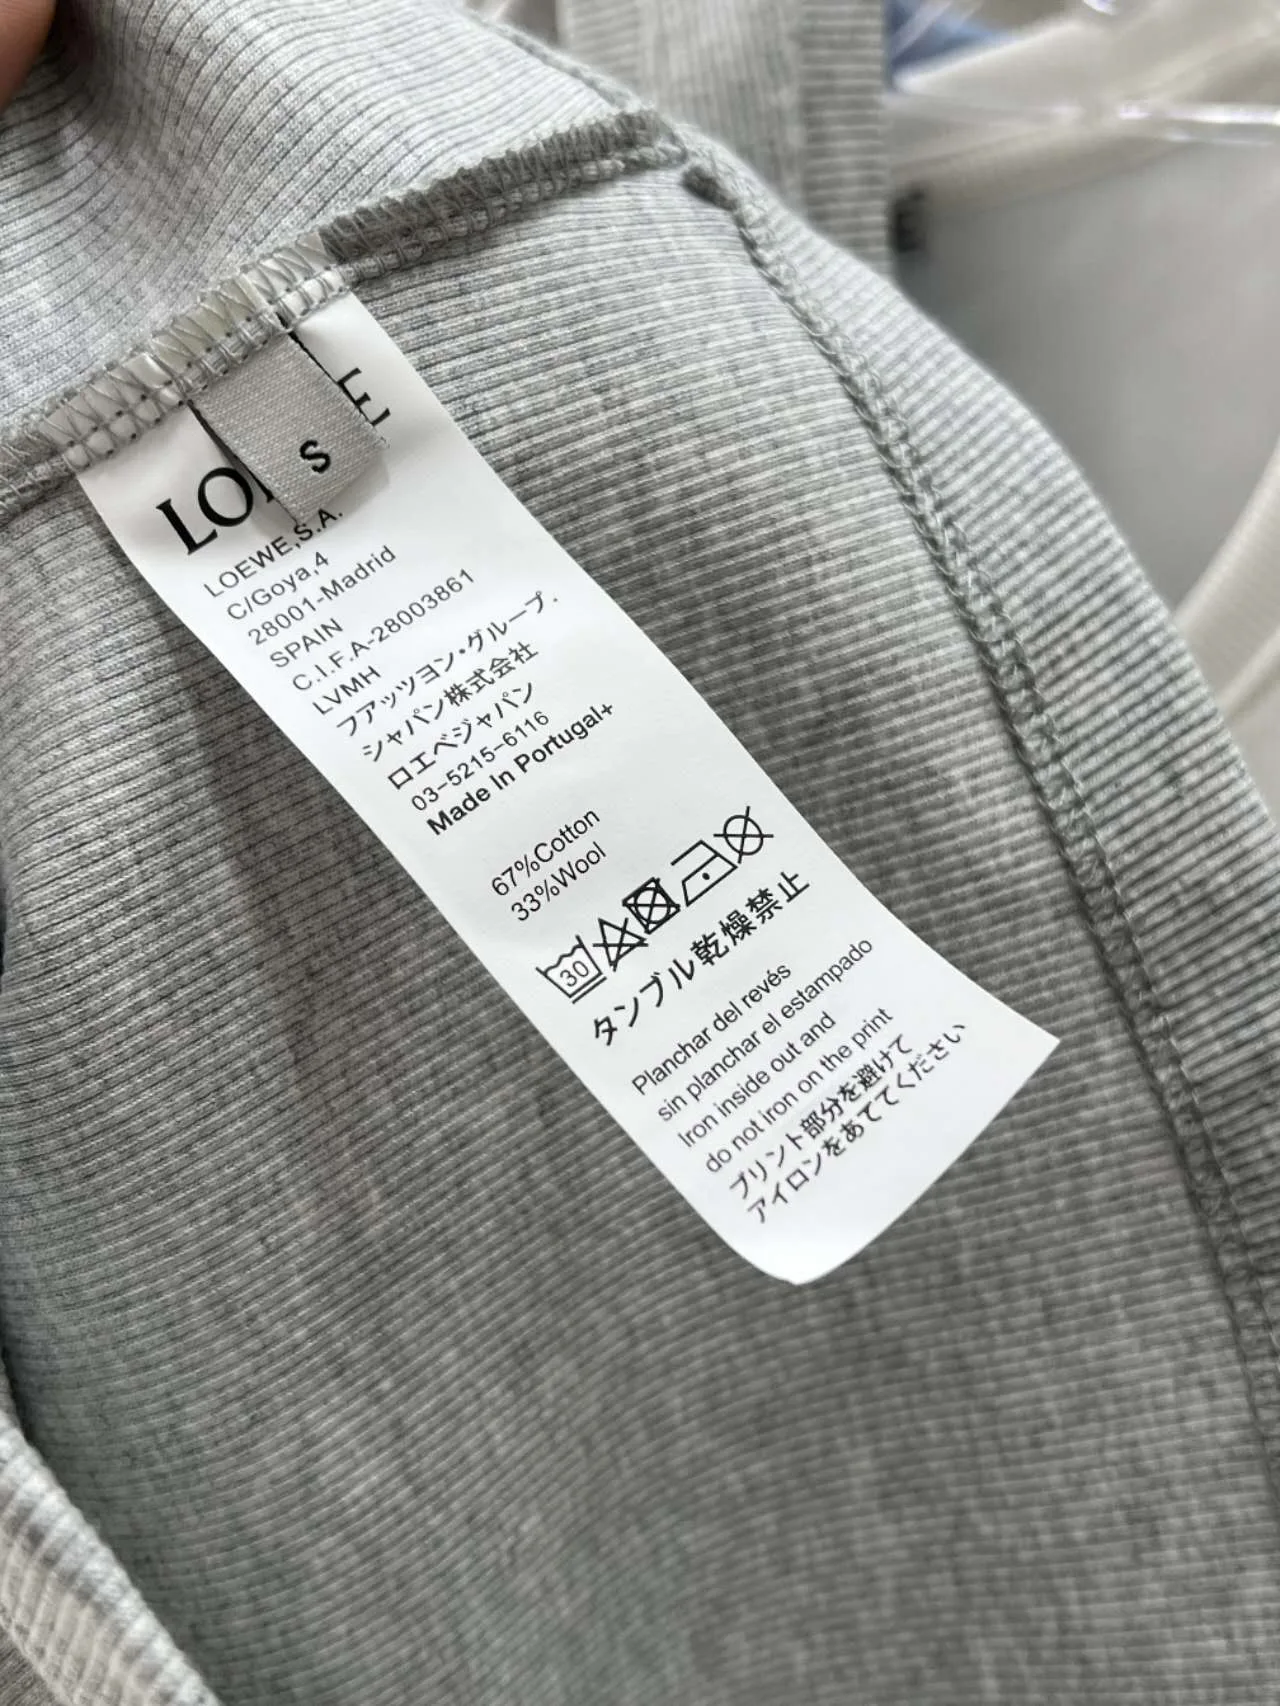 S
LOEWE,S.A.
C/Goya,4
28001-Madrid
SPAIN
C.I.F.A-28003861
LVMH
フアッツヨン・グループ.
シャパン株式会社
ロエベジャパン
03-5215-6116
Made In Portugal+
67%Cotton
33%Wool
30
タンブル乾燥禁止
Planchar del revés
sin planchar el estampado
Iron inside out and
do not iron on the print
プリント部分を避けて
アイロンをあててください